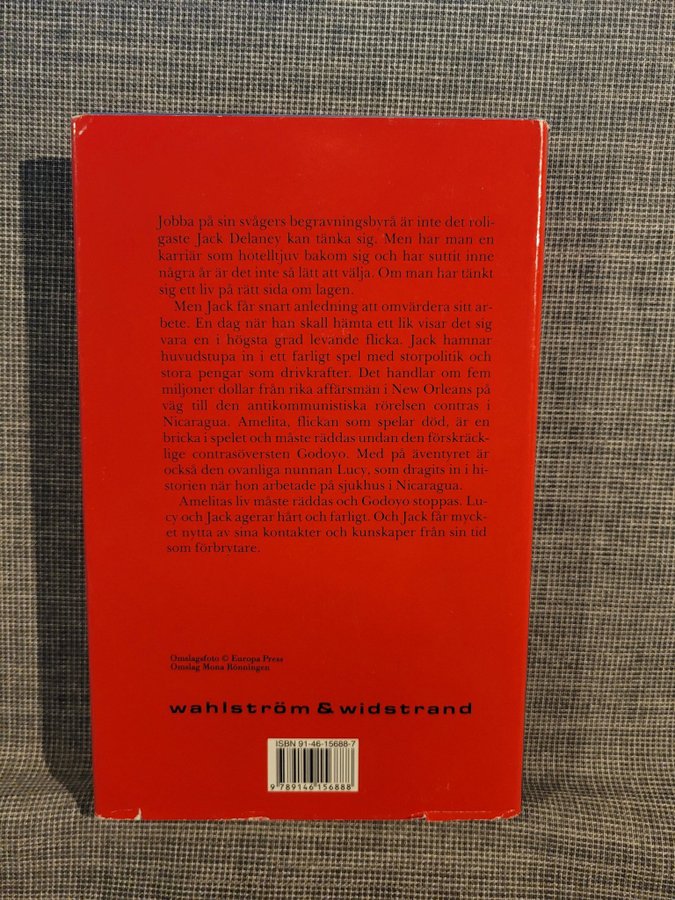 Jobba på sin svågers begravningsbyrå är inte det roli-
gaste Jack Delaney kan tänka sig. Men har man en
karriär som hotelltjuv bakom sig och har suttit inne
några år är det inte så lätt att välja. Om man har tänkt
sig ett liv på rätt sida om lagen.
Men Jack får snart anledning att omvärdera sitt ar-
bete. En dag när han skall hämta ett lik visar det sig
vara en i högsta grad levande flicka. Jack hamnar
huvudstupa in i ett farligt spel med storpolitik och
stora pengar som drivkrafter. Det handlar om fem
miljoner dollar från rika affärsmän i New Orleans på
väg till den antikommunistiska rörelsen contras i
Nicaragua. Amelita, flickan som spelar död, är en
bricka i spelet och måste räddas undan den förskräck-
lige contrasöversten Godoyo. Med på äventyret är
också den ovanliga nunnan Lucy, som dragits in i hi-
storien när hon arbetade på sjukhus i Nicaragua.
Amelitas liv måste räddas och Godoyo stoppas. Lu-
cy och Jack agerar hårt och farligt. Och Jack får myck-
et nytta av sina kontakter och kunskaper från sin tid
som förbrytare.
Omslagsfoto © Europa Press
Omslag Mona Rönningen
wahlström & widstrand
ISBN 91-46-15688-7
9 789146 156888